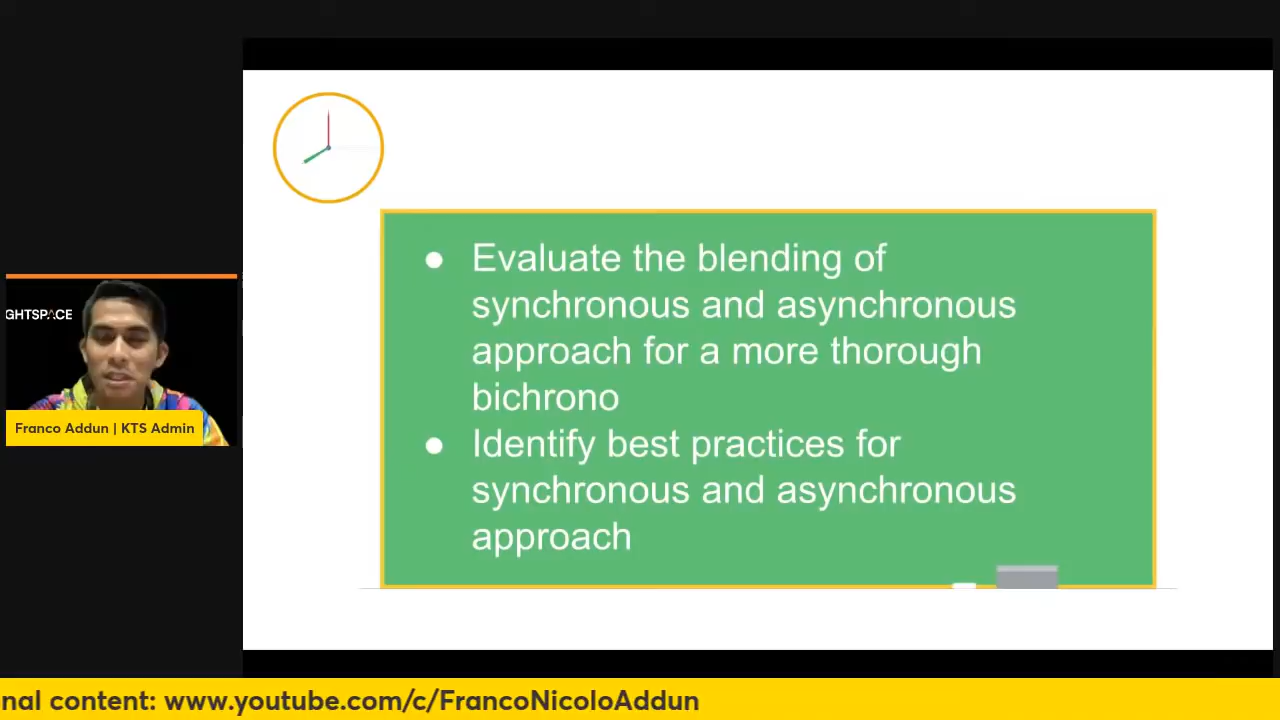 Evaluate the blending of
synchronous and asynchronous
approach for a more thorough
bichrono
Identify best practices for
synchronous and asynchronous
approach
GHTSPACE
Franco Addun | KTS Admin
nal content: www.youtube.com/c/FrancoNicoloAddun